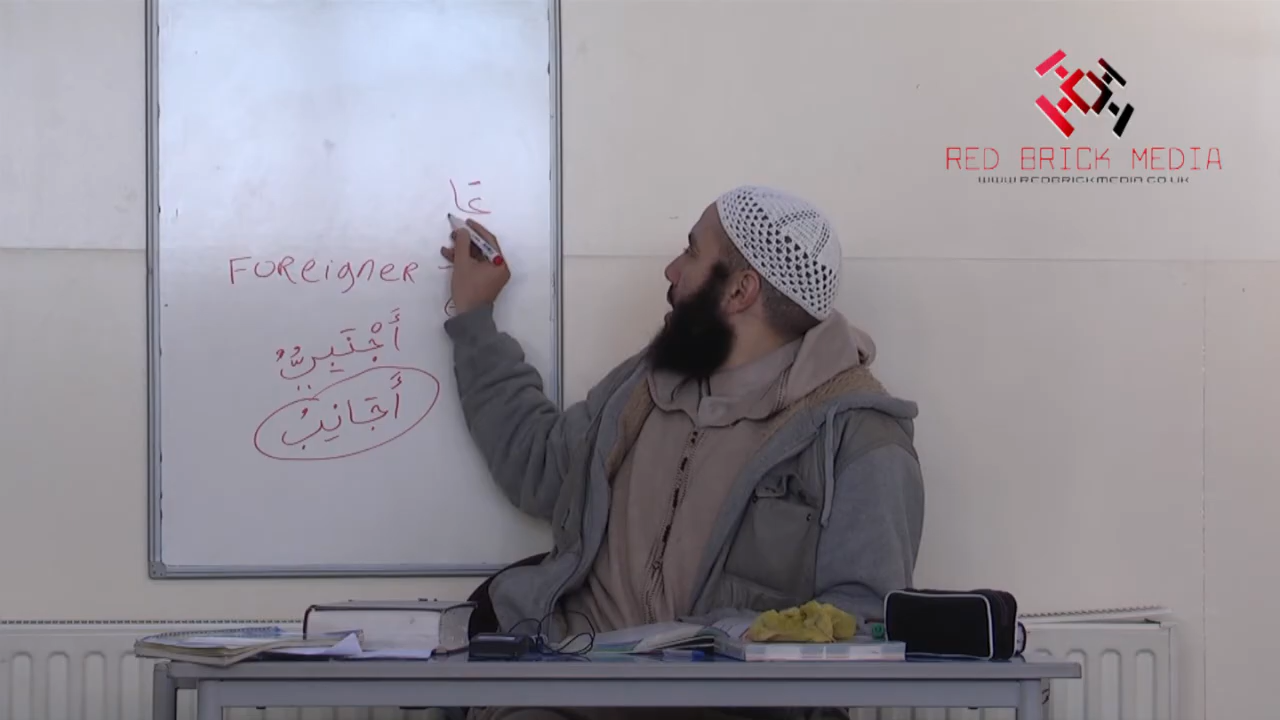 RED BRICK MEDIA
WWW.REDBRICKMEDIA.CO.UK
عَا
FOReigner -
أَجْنَبِيٌّ
أَجَانِبُ